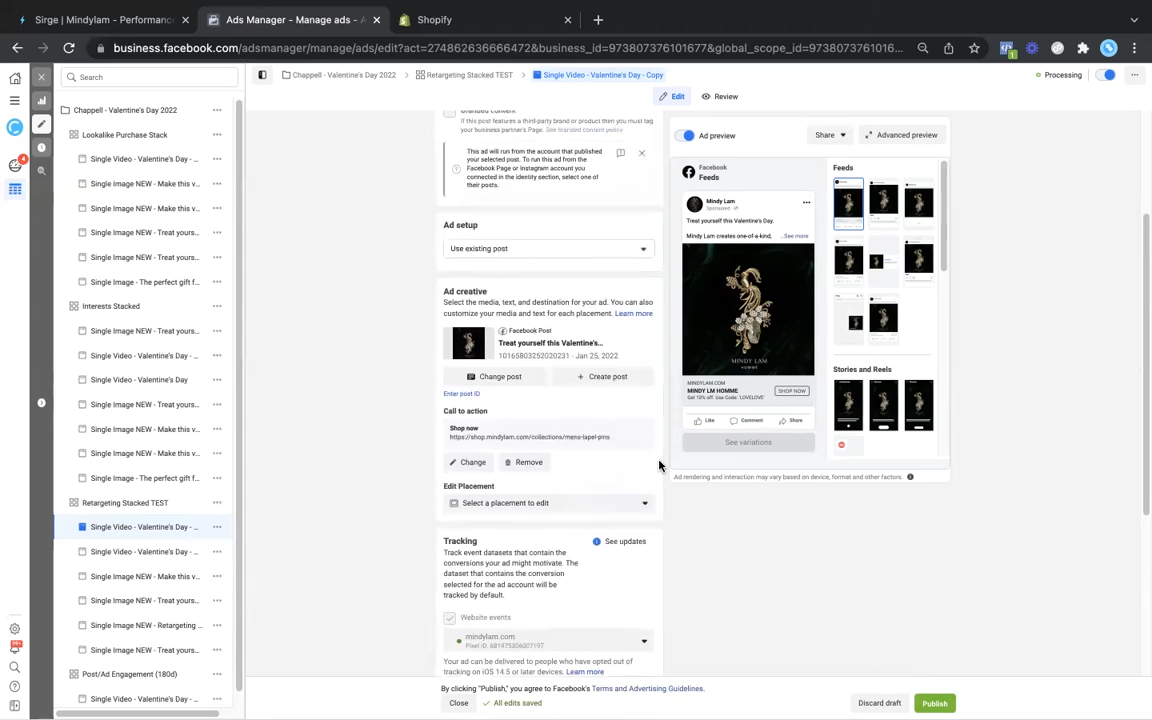 Sirge | Mindylam - Performanc
Ads Manager - Manage ads - A
Shopify
business.facebook.com/adsmanager/manage/ads/edit?act=274862636666472&business_id=973807376101677&global_scope_id=9738073761016...
1
Search
Chappell - Valentine's Day 2022
Retargeting Stacked TEST
Single Video - Valentine's Day - Copy
Processing
Edit
Review
4
Chappell - Valentine's Day 2022
Lookalike Purchase Stack
Single Video - Valentine's Day - ...
Single Image NEW - Make this v...
Single Image NEW - Make this v...
Single Image NEW - Treat yours...
Single Image NEW - Treat yours...
Single Image - The perfect gift f...
Interests Stacked
Single Image NEW - Treat yours...
Single Video - Valentine's Day - ...
Single Video - Valentine's Day
Single Image NEW - Treat yours...
Single Image NEW - Make this v...
Single Image NEW - Make this v...
Single Image - The perfect gift f...
Retargeting Stacked TEST
Single Video - Valentine's Day - ...
Single Video - Valentine's Day - ...
Single Image NEW - Make this v...
Single Image NEW - Treat yours...
Single Image NEW - Retargeting ...
Single Image NEW - Treat yours...
Post/Ad Engagement (180d)
Single Video - Valentine's Day - ...
99+
Branded Content
If this post features a third-party brand or product then you must tag
your business partner's Page. See branded content policy
This ad will run from the account that published
your selected post. To run this ad from the
Facebook Page or Instagram account you
connected in the identity section, select one of
their posts.
Ad setup
Use existing post
Ad creative
Select the media, text, and destination for your ad. You can also
customize your media and text for each placement. Learn more
Facebook Post
Treat yourself this Valentine's...
10165803252020231 · Jan 25, 2022
Change post
Create post
Enter post ID
Call to action
Shop now
https://shop.mindylam.com/collections/mens-lapel-pins
Change
Remove
Edit Placement
Select a placement to edit
Tracking
See updates
Track event datasets that contain the
conversions your ad might motivate. The
dataset that contains the conversion
selected for the ad account will be
tracked by default.
Website events
mindylam.com
Pixel ID: 681475306007197
Your ad can be delivered to people who have opted out of
tracking on iOS 14.5 or later devices. Learn more
Ad preview
Share
Advanced preview
Facebook
Feeds
Mindy Lam
Sponsored
Treat yourself this Valentine's Day.
Mindy Lam creates one-of-a-kind, ...See more
MINDY LAM
HOMME
MINDYLAM.COM
MINDY LM HOMME
Get 10% off. Use Code: 'LOVELOVE'
SHOP NOW
Like
Comment
Share
See variations
Feeds
Stories and Reels
Ad rendering and interaction may vary based on device, format and other factors.
By clicking "Publish," you agree to Facebook's Terms and Advertising Guidelines.
Close
All edits saved
Discard draft
Publish